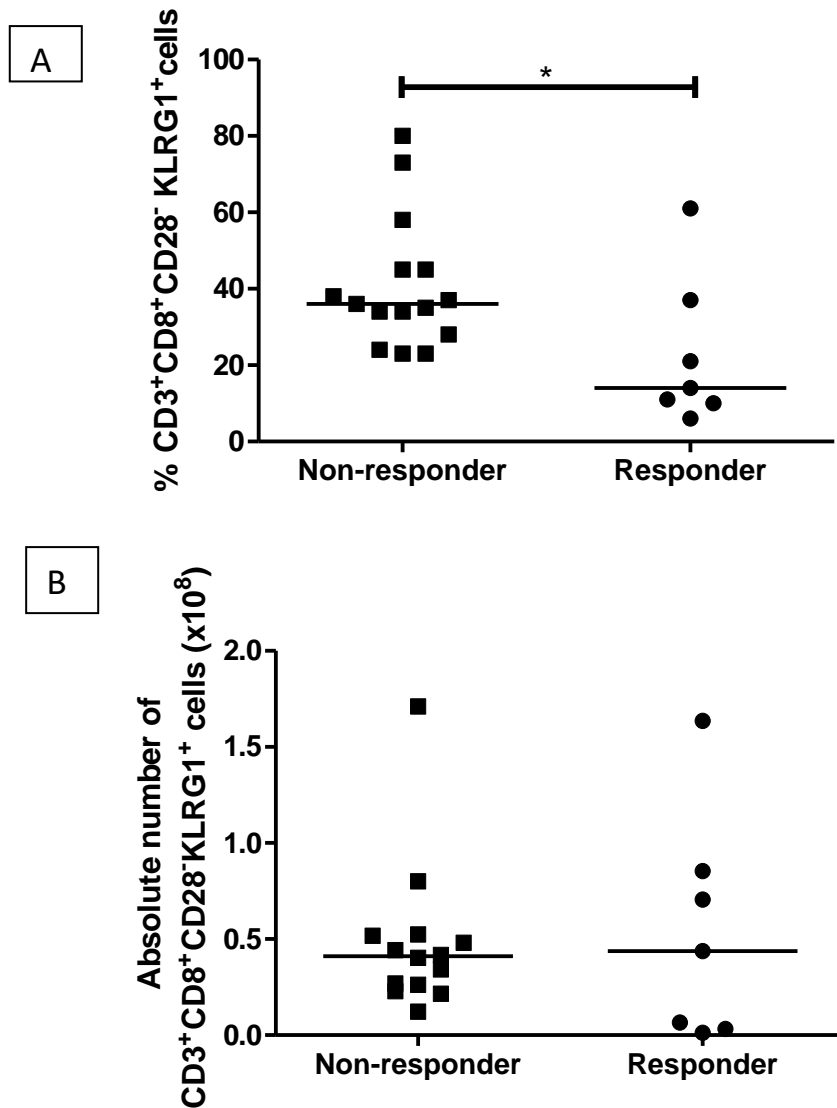 A
% CD3⁺CD8⁺CD28⁻ KLRG1⁺cells
100
80
60
40
20
0
*
Non-responder Responder
B
Absolute number of
CD3⁺CD8⁺CD28⁻KLRG1⁺ cells (x10⁸)
2.0
1.5
1.0
0.5
0.0
Non-responder Responder